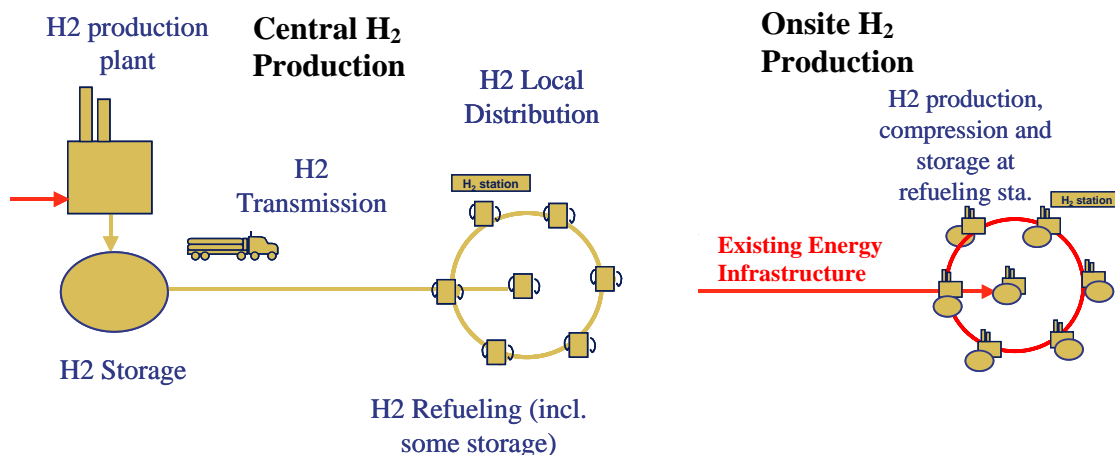 H2 production
plant
Central H₂
Production
H2 Local
Distribution
H2
Transmission
H₂ station
H2 Storage
H2 Refueling (incl.
some storage)
Onsite H₂
Production
H2 production,
compression and
storage at
refueling sta.
H₂ station
Existing Energy
Infrastructure